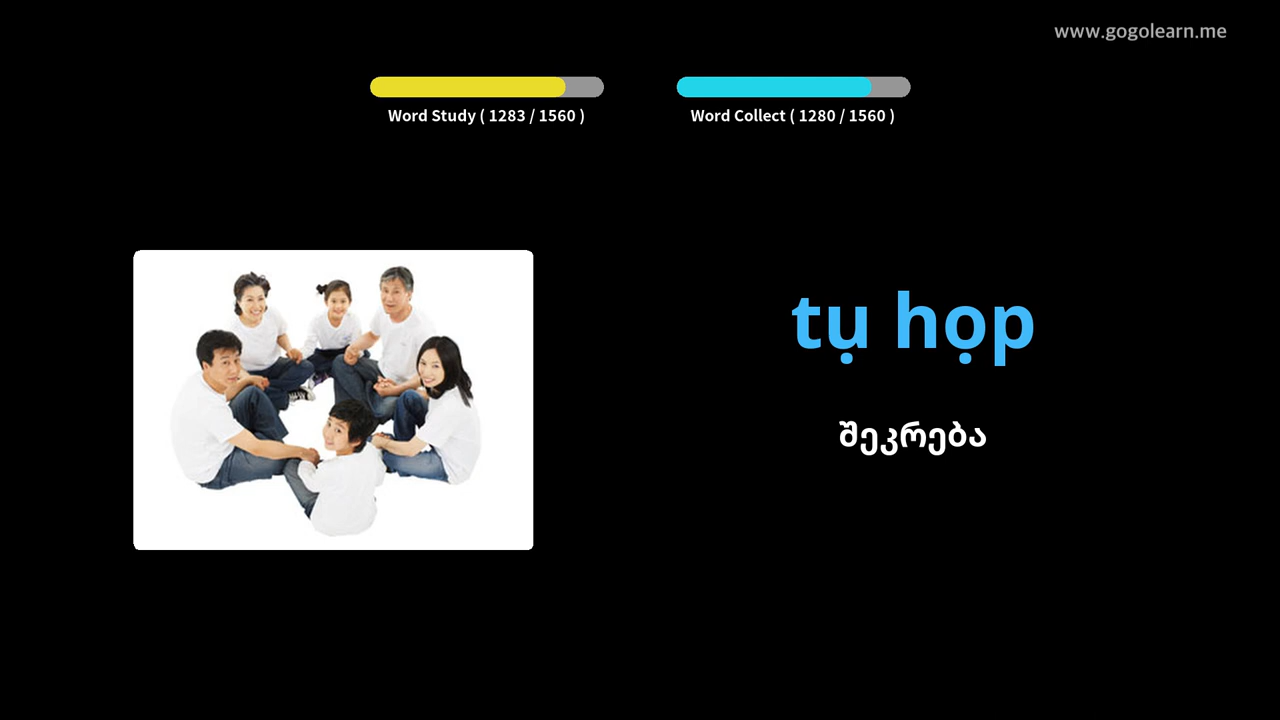 www.gogolearn.me
Word Study ( 1283 / 1560 )
Word Collect ( 1280 / 1560 )
tụ họp
შეკრება